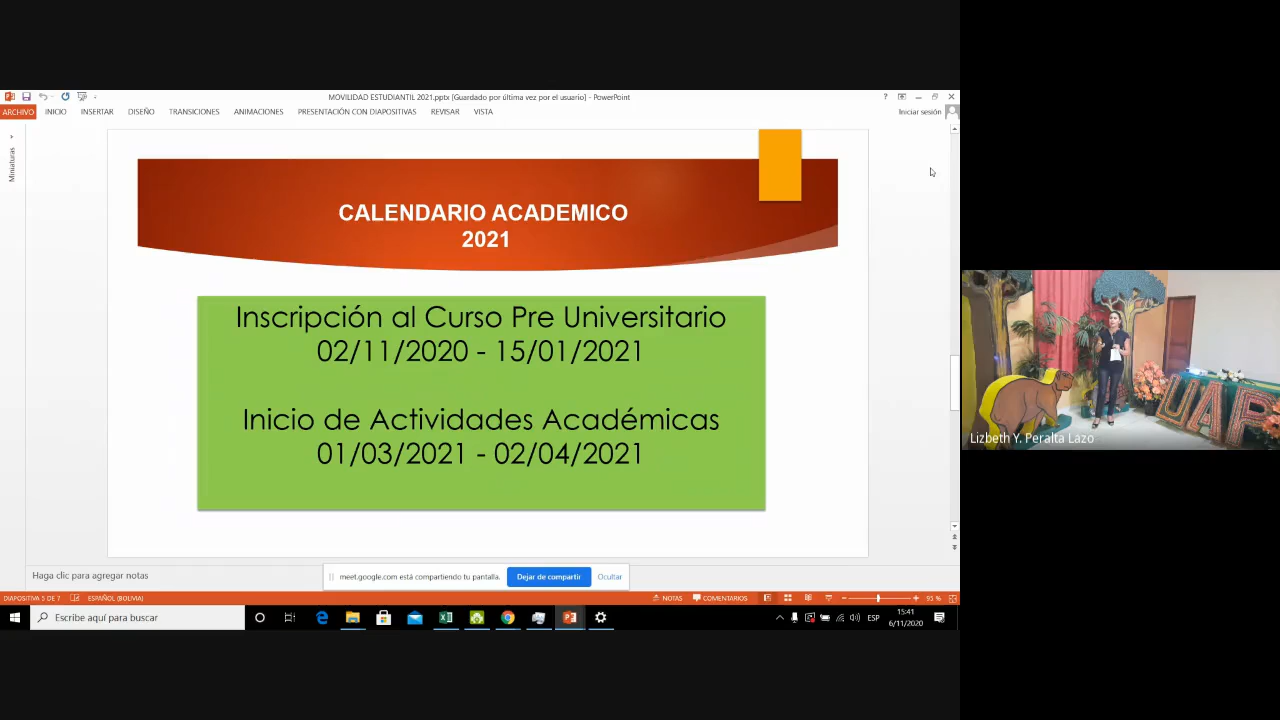 MOVILIDAD ESTUDIANTIL 2021.pptx [Guardado por última vez por el usuario] - PowerPoint
ARCHIVO INICIO INSERTAR DISEÑO TRANSICIONES ANIMACIONES PRESENTACIÓN CON DIAPOSITIVAS REVISAR VISTA
Iniciar sesión
Miniaturas
CALENDARIO ACADEMICO
2021
Inscripción al Curso Pre Universitario
02/11/2020 - 15/01/2021
Inicio de Actividades Académicas
01/03/2021 - 02/04/2021
UAP
Lizbeth Y. Peralta Lazo
Haga clic para agregar notas
meet.google.com está compartiendo tu pantalla. Dejar de compartir Ocultar
DIAPOSITIVA 5 DE 7 ESPAÑOL (BOLIVIA) NOTAS COMENTARIOS 95 %
Escribe aquí para buscar
ESP
15:41
6/11/2020